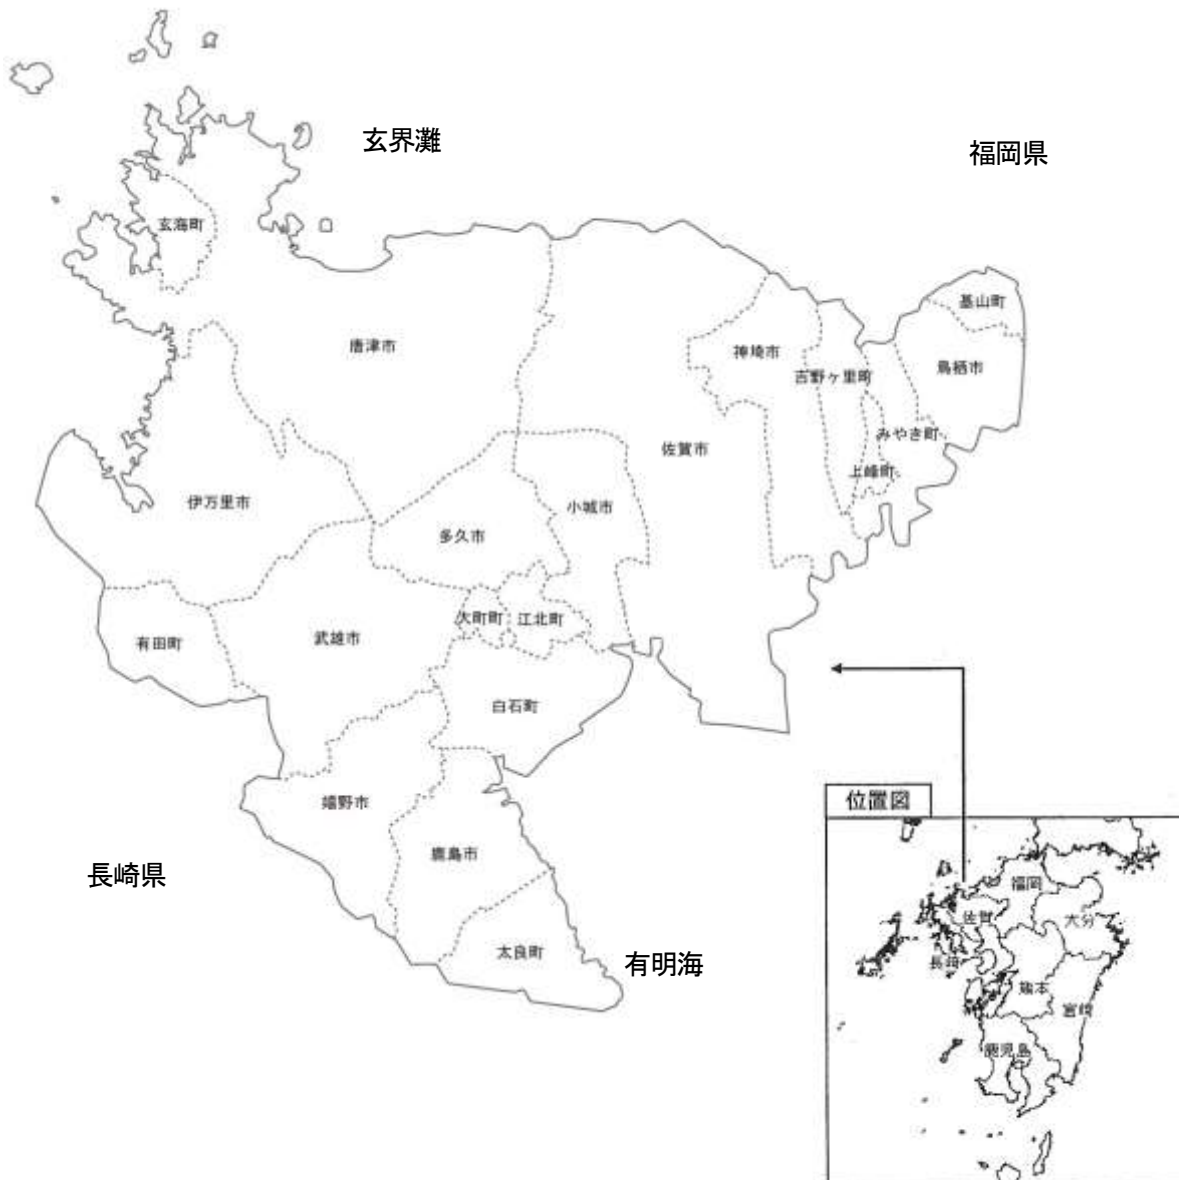 玄界灘
福岡県
玄海町
基山町
唐津市
神埼市
吉野ヶ里町
鳥栖市
みやき町
佐賀市
上峰町
伊万里市
小城市
多久市
大町町
江北町
有田町
武雄市
白石町
嬉野市
鹿島市
長崎県
太良町
有明海
位置図
福岡
佐賀
大分
長崎
熊本
宮崎
鹿児島